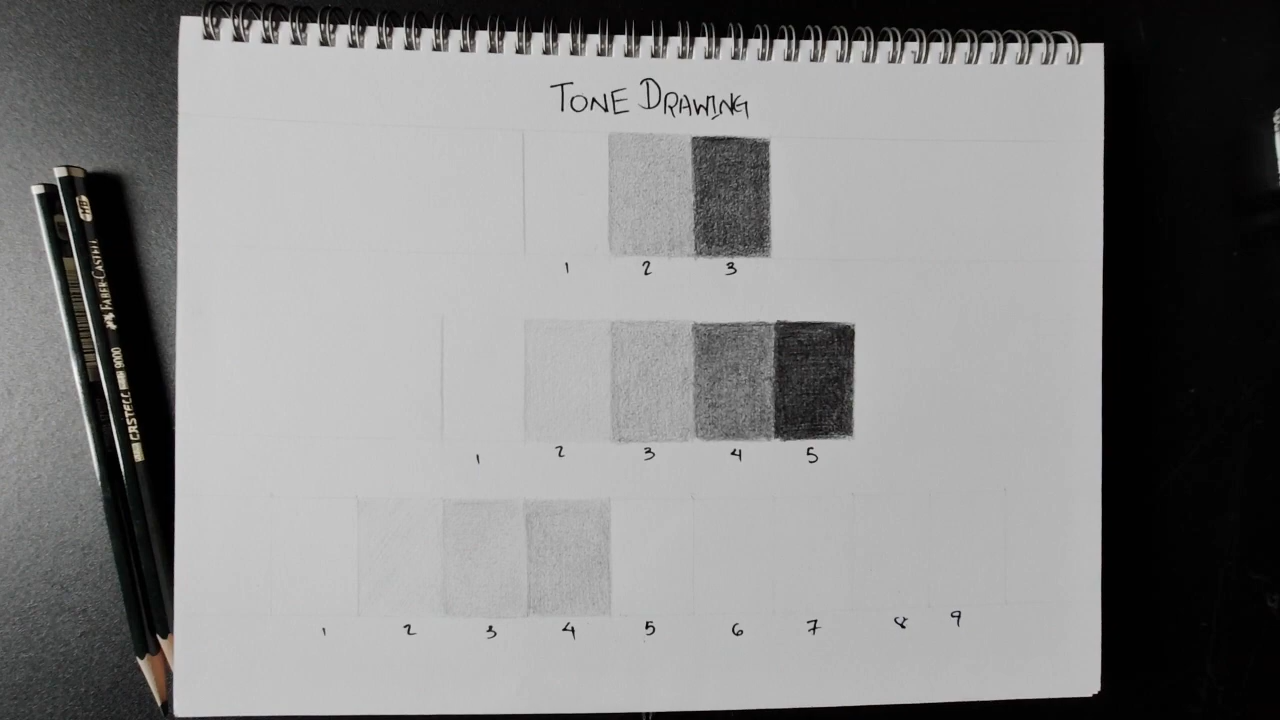 TONE DRAWING
1 2 3
1 2 3 4 5
1 2 3 4 5 6 7 8 9
HB FABER-CASTELL
CASTELL 9000